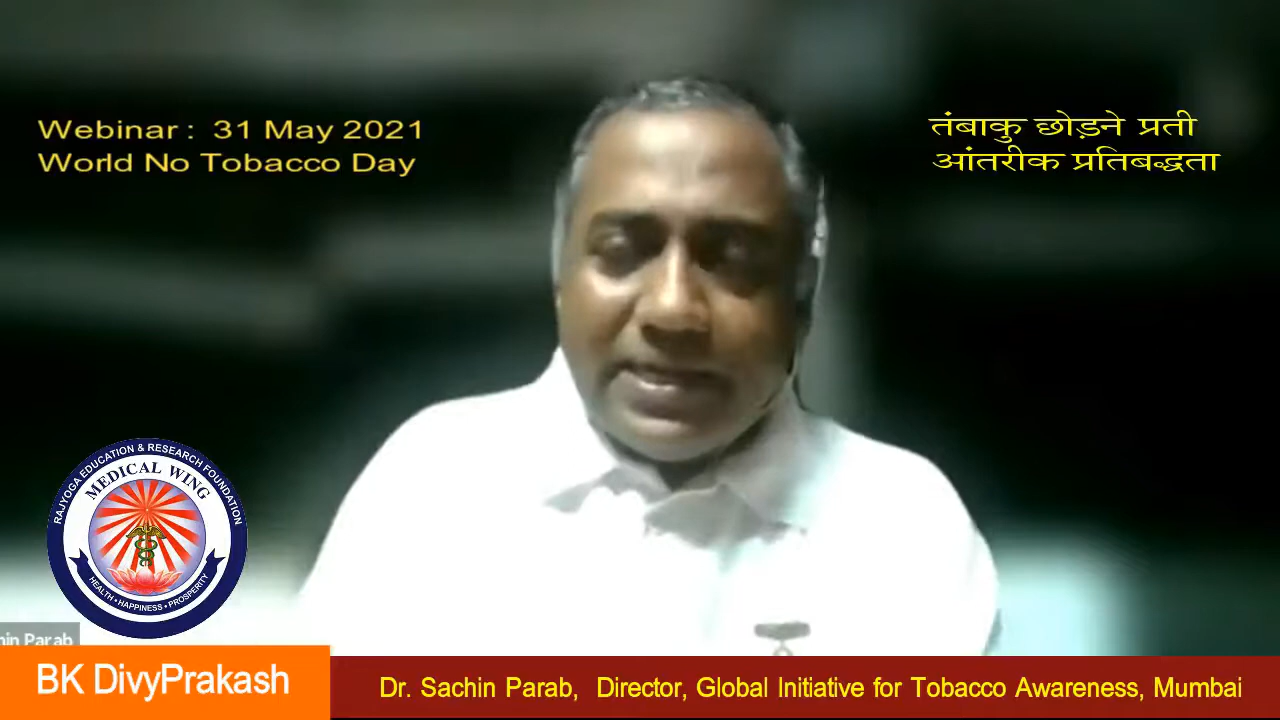 Webinar : 31 May 2021
World No Tobacco Day
तंबाकु छोड़ने प्रती
आंतरीक प्रतिबद्धता
RAJYOGA EDUCATION & RESEARCH FOUNDATION
MEDICAL WING
HEALTH • HAPPINESS • PROSPERITY
Parab
BK DivyPrakash
Dr. Sachin Parab, Director, Global Initiative for Tobacco Awareness, Mumbai